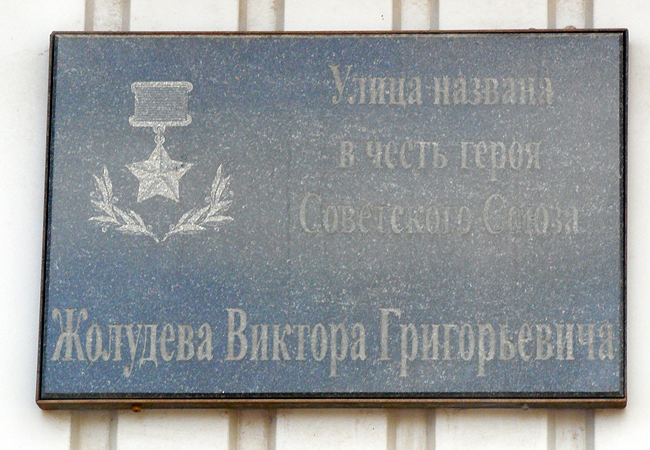 Улица названа
в честь героя
Советского Союза
Жолудева Виктора Григорьевича